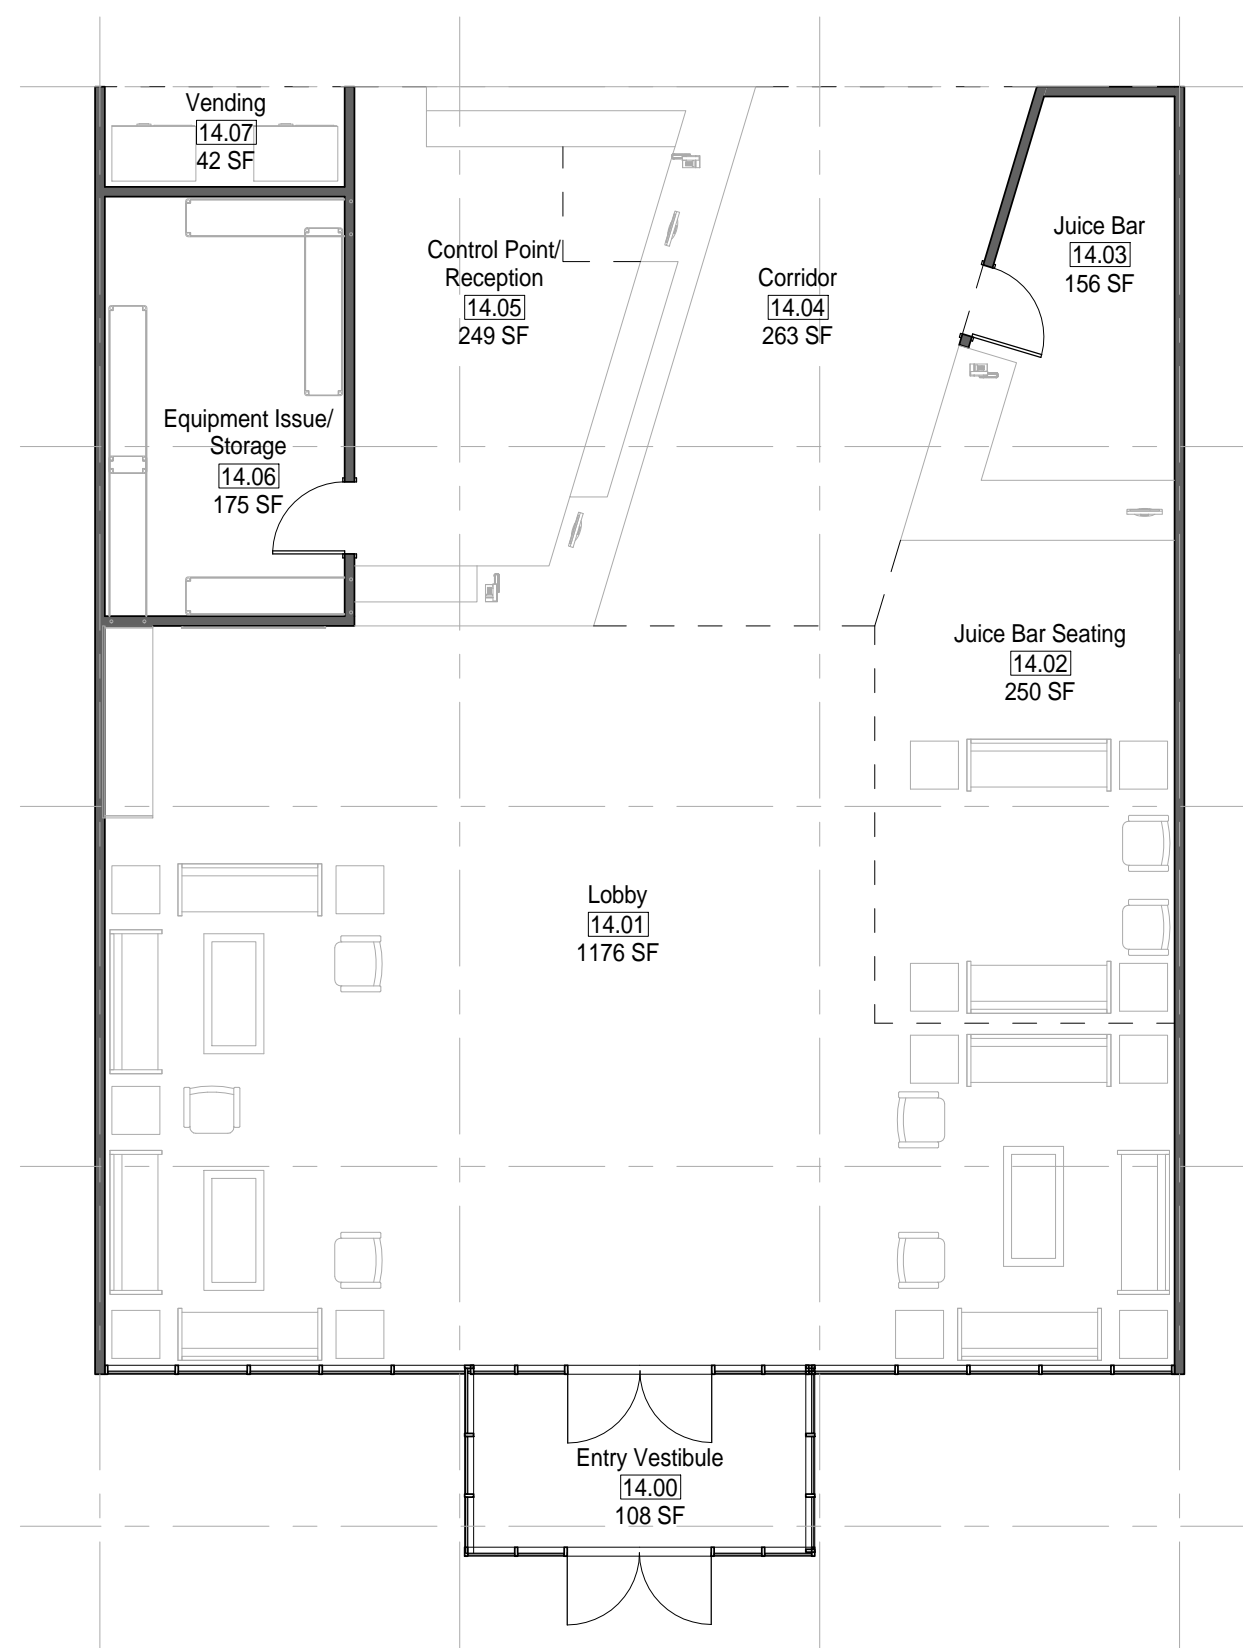 Vending
14.07
42 SF
Control Point/
Reception
14.05
249 SF
Corridor
14.04
263 SF
Juice Bar
14.03
156 SF
Equipment Issue/
Storage
14.06
175 SF
Juice Bar Seating
14.02
250 SF
Lobby
14.01
1176 SF
Entry Vestibule
14.00
108 SF